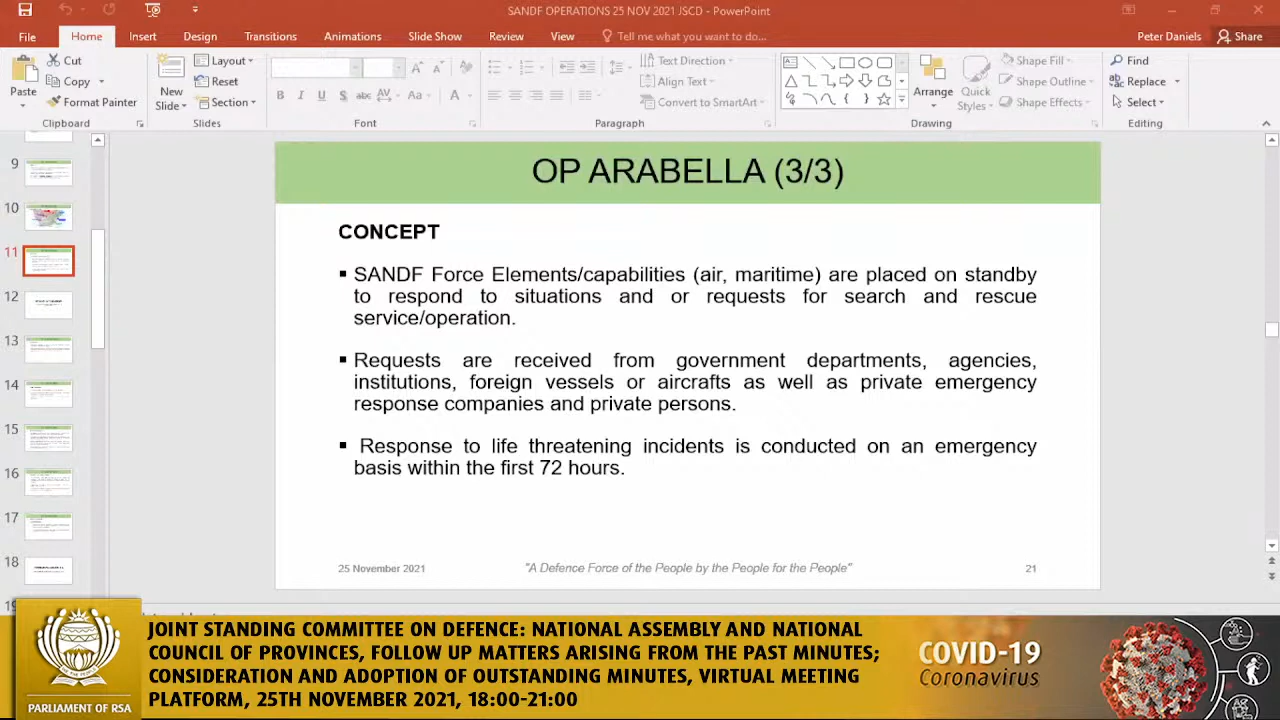 SANDF OPERATIONS 25 NOV 2021 JSCD - PowerPoint
File Home Insert Design Transitions Animations Slide Show Review View Tell me what you want to do... Peter Daniels Share
Cut
Copy
Format Painter
Paste
Clipboard
New Slide
Layout
Reset
Section
Slides
B I U S abc AV Aa A
Font
Text Direction
Align Text
Convert to SmartArt
Paragraph
Arrange
Quick Styles
Shape Fill
Shape Outline
Shape Effects
Drawing
Find
Replace
Select
Editing
9
10
11
12
13
14
15
16
17
18
OP ARABELLA (3/3)
CONCEPT
▪ SANDF Force Elements/capabilities (air, maritime) are placed on standby
to respond to situations and or requests for search and rescue
service/operation.
▪ Requests are received from government departments, agencies,
institutions, foreign vessels or aircrafts as well as private emergency
response companies and private persons.
▪ Response to life threatening incidents is conducted on an emergency
basis within the first 72 hours.
25 November 2021 "A Defence Force of the People by the People for the People" 21
PARLIAMENT OF RSA
JOINT STANDING COMMITTEE ON DEFENCE: NATIONAL ASSEMBLY AND NATIONAL
COUNCIL OF PROVINCES, FOLLOW UP MATTERS ARISING FROM THE PAST MINUTES;
CONSIDERATION AND ADOPTION OF OUTSTANDING MINUTES, VIRTUAL MEETING
PLATFORM, 25TH NOVEMBER 2021, 18:00-21:00
COVID-19
Coronavirus